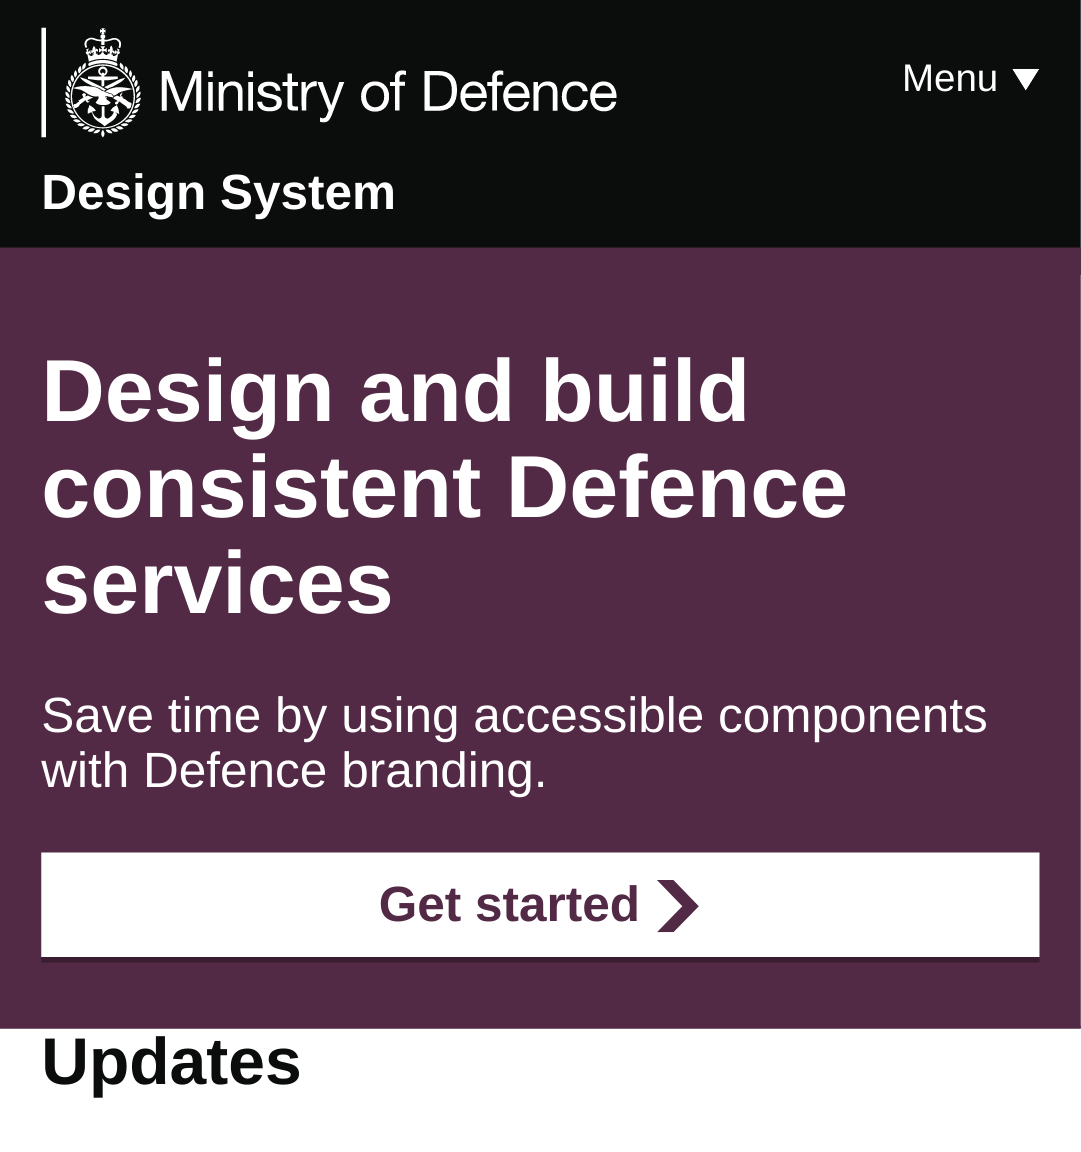 Ministry of Defence
Menu
Design System
Design and build
consistent Defence
services
Save time by using accessible components
with Defence branding.
Get started
Updates